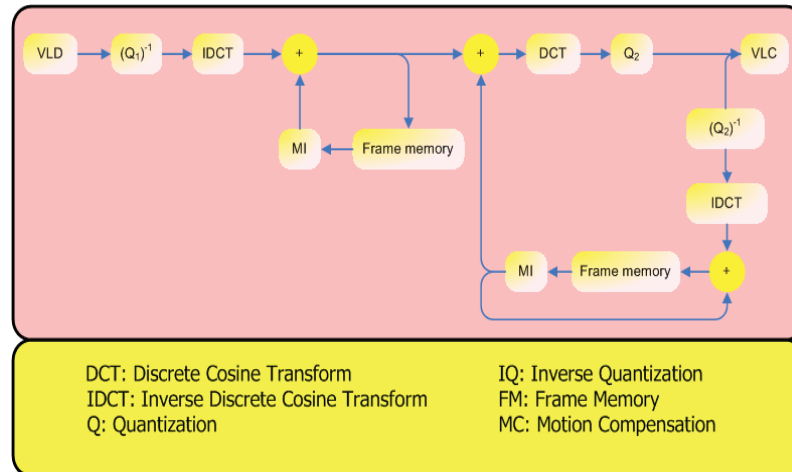 VLD
(Q₁)⁻¹
IDCT
+
+
DCT
Q₂
VLC
MI
Frame memory
(Q₂)⁻¹
IDCT
MI
Frame memory
+
DCT: Discrete Cosine Transform
IDCT: Inverse Discrete Cosine Transform
Q: Quantization
IQ: Inverse Quantization
FM: Frame Memory
MC: Motion Compensation